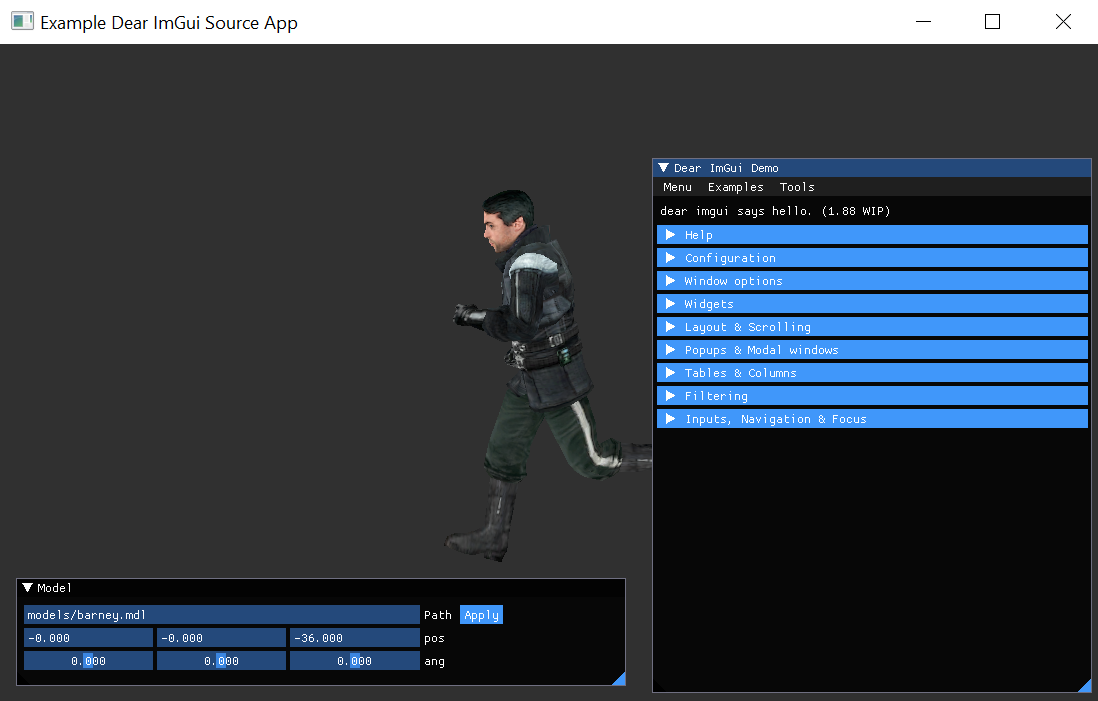 Example Dear ImGui Source App
Dear ImGui Demo
Menu Examples Tools
dear imgui says hello. (1.88 WIP)
Help
Configuration
Window options
Widgets
Layout & Scrolling
Popups & Modal windows
Tables & Columns
Filtering
Inputs, Navigation & Focus
Model
models/barney.mdl Path Apply
-0.000 -0.000 -36.000 pos
0.000 0.000 0.000 ang